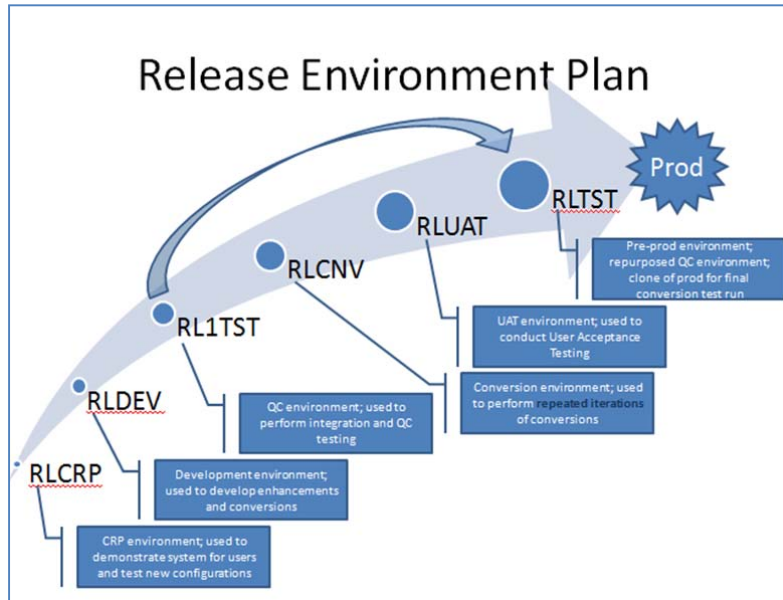 Release Environment Plan
Prod
RLTST
Pre-prod environment;
repurposed QC environment;
clone of prod for final
conversion test run
RLUAT
UAT environment; used to
conduct User Acceptance
Testing
RLCNV
Conversion environment; used
to perform repeated iterations
of conversions
RL1TST
QC environment; used to
perform integration and QC
testing
RLDEV
Development environment;
used to develop enhancements
and conversions
RLCRP
CRP environment; used to
demonstrate system for users
and test new configurations